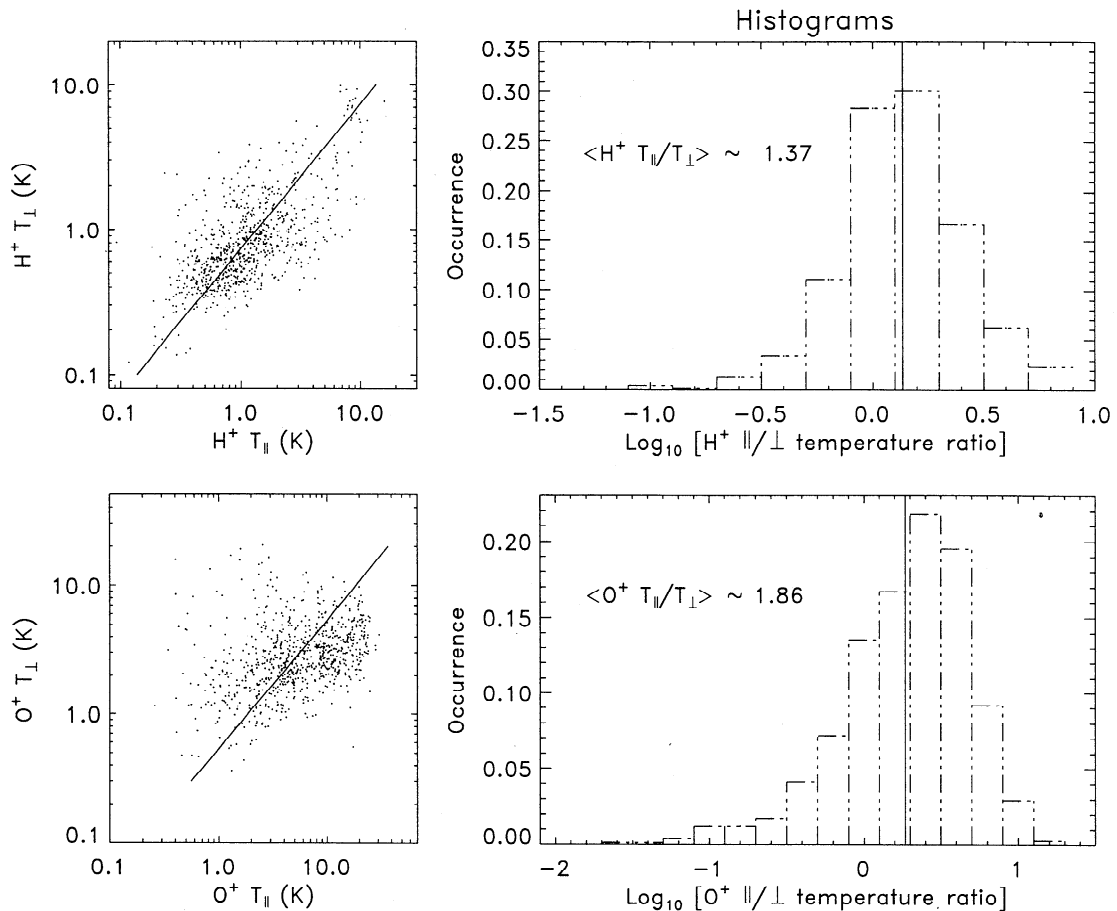 Histograms
H⁺ T⊥ (K)
10.0
1.0
0.1
0.1 1.0 10.0
H⁺ T∥ (K)
Occurrence
0.35
0.30
0.25
0.20
0.15
0.10
0.05
0.00
<H⁺ T∥/T⊥> ~ 1.37
−1.5 −1.0 −0.5 0.0 0.5 1.0
Log₁₀ [H⁺ ∥/⊥ temperature ratio]
O⁺ T⊥ (K)
10.0
1.0
0.1
0.1 1.0 10.0
O⁺ T∥ (K)
Occurrence
0.20
0.15
0.10
0.05
0.00
<O⁺ T∥/T⊥> ~ 1.86
−2 −1 0 1
Log₁₀ [O⁺ //⊥ temperature ratio]